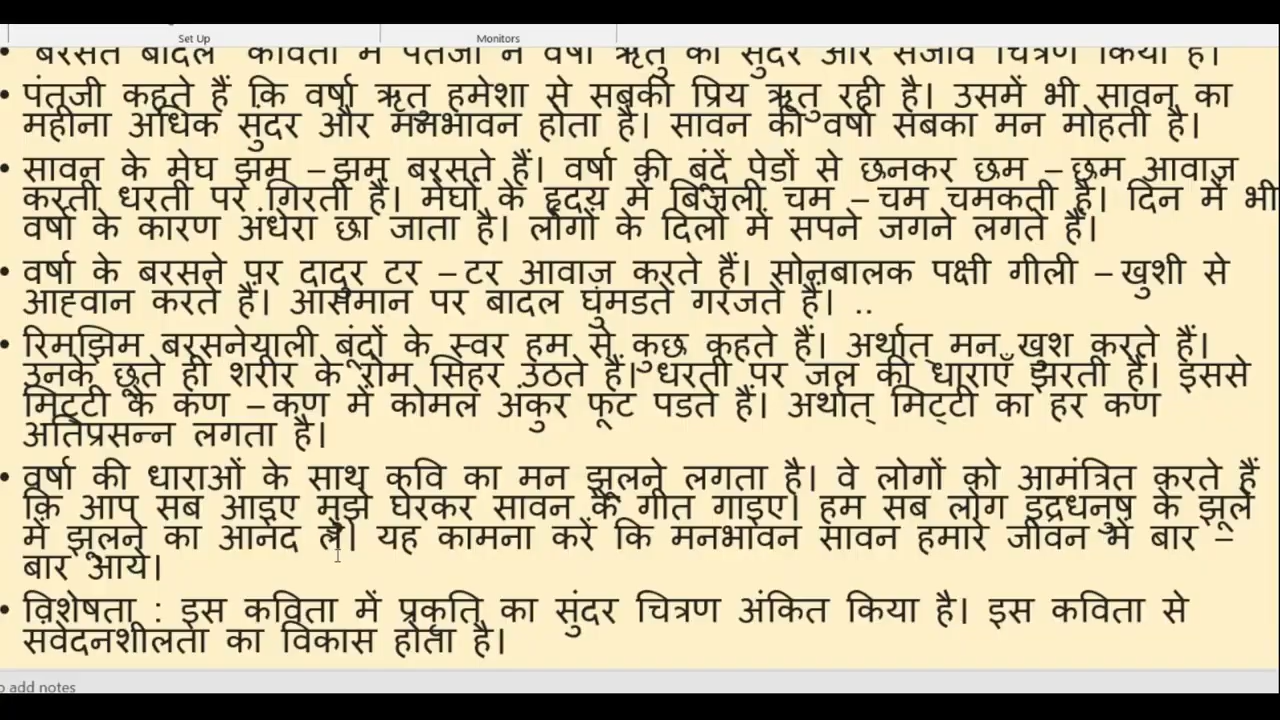 Set Up Monitors
• बरसते बादल कविता में पंतजी ने वर्षा ऋतु का सुंदर और सजीव चित्रण किया है।
• पंतजी कहते हैं कि वर्षा ऋतु हमेशा से सबकी प्रिय ऋतु रही है। उसमें भी सावन का
महीना अधिक सुंदर और मनभावन होता है। सावन की वर्षा सबका मन मोहती है।
• सावन के मेघ झम – झम बरसते हैं। वर्षा की बूंदें पेडों से छनकर छम – छम आवाज़
करती धरती पर गिरती हैं। मेघों के हृदय में बिजली चम – चम चमकती है। दिन में भी
वर्षा के कारण अंधेरा छा जाता है। लोगों के दिलों में सपने जगने लगते हैं।
• वर्षा के बरसने पर दादुर टर – टर आवाज़ करते हैं। सोनबालक पक्षी गीली – खुशी से
आह्वान करते हैं। आसमान पर बादल घुंमडते गरजते हैं। ..
• रिमझिम बरसनेयाली बूंदों के स्वर हम से कुछ कहते हैं। अर्थात् मन खुश करते हैं।
उनके छूते ही शरीर के रोम सिहर उठते हैं। धरती पर जल की धाराएँ झरती हैं। इससे
मिट्टी के कण – कण में कोमल अंकुर फूट पडते हैं। अर्थात् मिट्टी का हर कण
अतिप्रसन्न लगता है।
• वर्षा की धाराओं के साथ कवि का मन झूलने लगता है। वे लोगों को आमंत्रित करते हैं
कि आप सब आइए मुझे घेरकर सावन के गीत गाइए। हम सब लोग इंद्रधनुष के झूले
में झूलने का आनंद लें। यह कामना करें कि मनभावन सावन हमारे जीवन में बार –
बार आये।
• विशेषता : इस कविता में प्रकृति का सुंदर चित्रण अंकित किया है। इस कविता से
संवेदनशीलता का विकास होता है।
o add notes